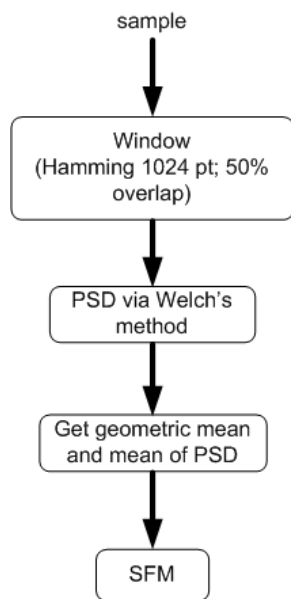 sample
Window
(Hamming 1024 pt; 50%
overlap)
PSD via Welch's
method
Get geometric mean
and mean of PSD
SFM